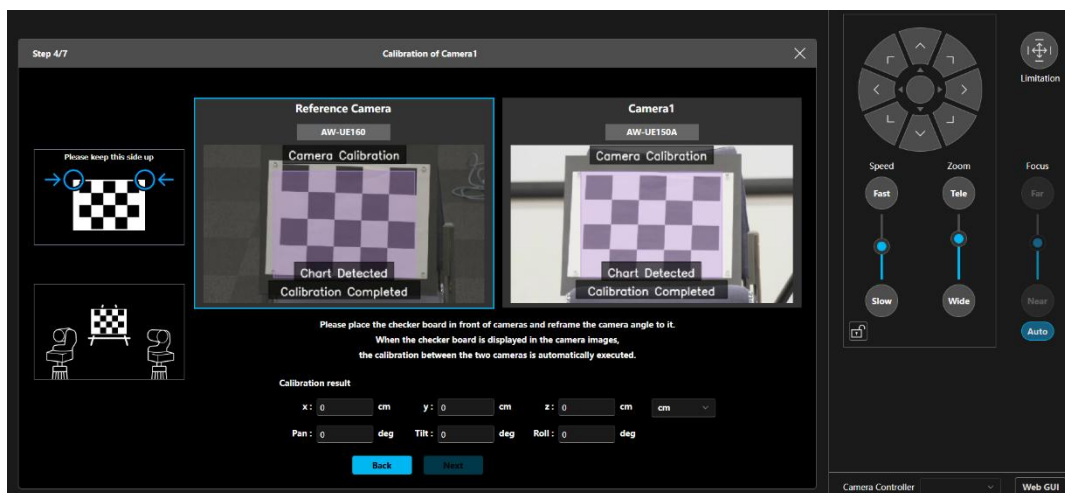 Step 4/7
Calibration of Camera1
Limitation
Please keep this side up
Reference Camera
AW-UE160
Camera Calibration
Chart Detected
Calibration Completed
Camera1
AW-UE150A
Camera Calibration
Chart Detected
Calibration Completed
Please place the checker board in front of cameras and reframe the camera angle to it.
When the checker board is displayed in the camera images,
the calibration between the two cameras is automatically executed.
Calibration result
x : 0 cm y : 0 cm z : 0 cm cm
Pan : 0 deg Tilt : 0 deg Roll : 0 deg
Back Next
Speed Zoom Focus
Fast Tele Far
Slow Wide Near
Auto
Camera Controller Web GUI